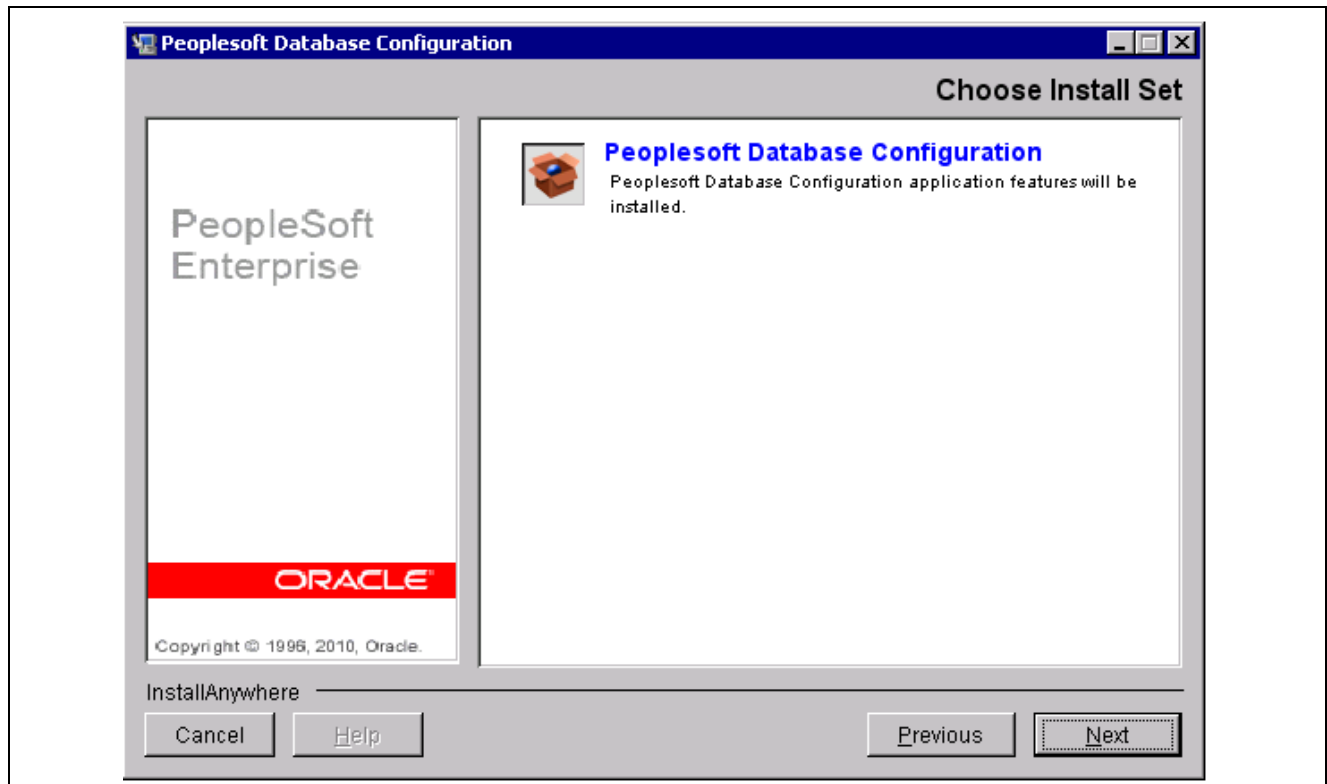 Peoplesoft Database Configuration
Choose Install Set
PeopleSoft
Enterprise
ORACLE®
Copyright © 1996, 2010, Oracle.
Peoplesoft Database Configuration
Peoplesoft Database Configuration application features will be
installed.
InstallAnywhere
Cancel
Help
Previous
Next